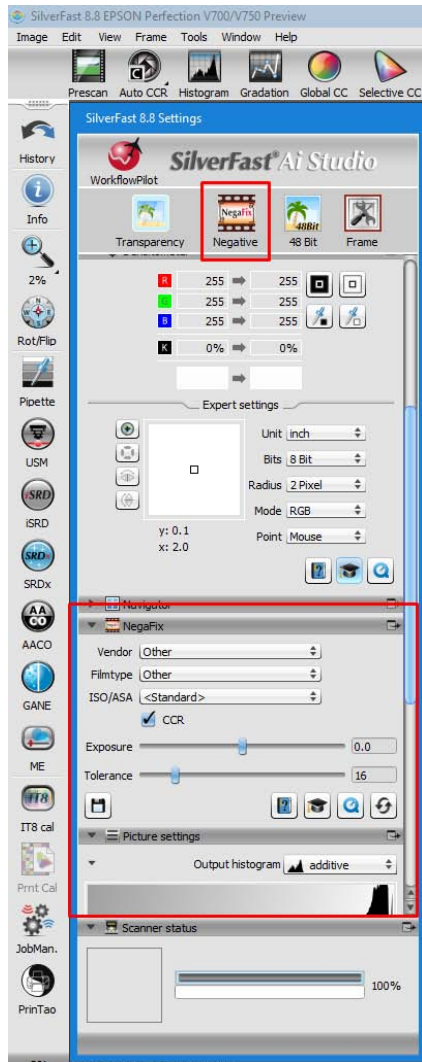 SilverFast 8.8 EPSON Perfection V700/V750 Preview
Image Edit View Frame Tools Window Help
Prescan Auto CCR Histogram Gradation Global CC Selective CC
SilverFast 8.8 Settings
History
WorkflowPilot
SilverFast® Ai Studio
Info
NegaFix
48Bit
Transparency Negative 48 Bit Frame
2%
R 255 255
G 255 255
B 255 255
K 0% 0%
Rot/Flip
Pipette
Expert settings
Unit inch
Bits 8 Bit
Radius 2 Pixel
Mode RGB
Point Mouse
y: 0.1
x: 2.0
USM
iSRD
iSRD
SRDx
SRDx
Navigator
NegaFix
AACO
AACO
Vendor Other
Filmtype Other
ISO/ASA <Standard>
CCR
GANE
Exposure 0.0
ME
Tolerance 16
IT8
IT8 cal
Picture settings
Output histogram additive
Prnt Cal
Scanner status
JobMan.
100%
PrinTao